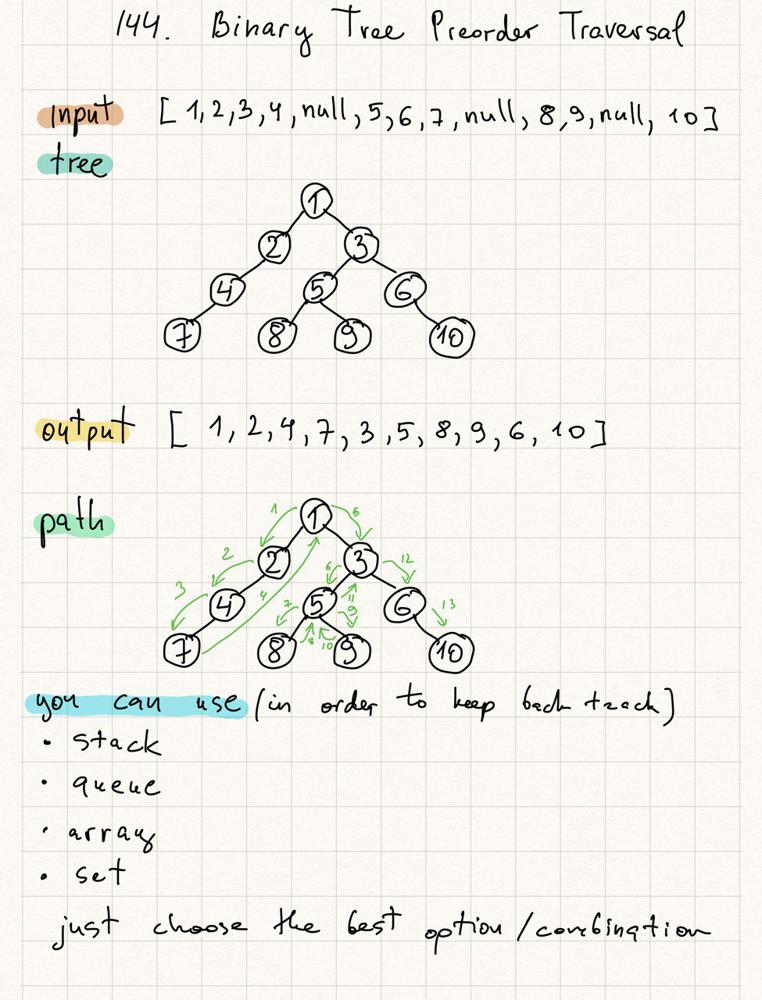 144. Binary Tree Preorder Traversal
input [ 1,2,3,4,null,5,6,7,null,8,9,null,10]
tree
1
2 3
4 5 6
7 8 9 10
output [ 1,2,4,7,3,5,8,9,6,10]
path
1 1 5
2 2 3 12
3 4 4 6 5 11 6 13
7 7 8 8 9 10 9 10
you can use (in order to keep back track)
• stack
• queue
• array
• set
just choose the best option/combination